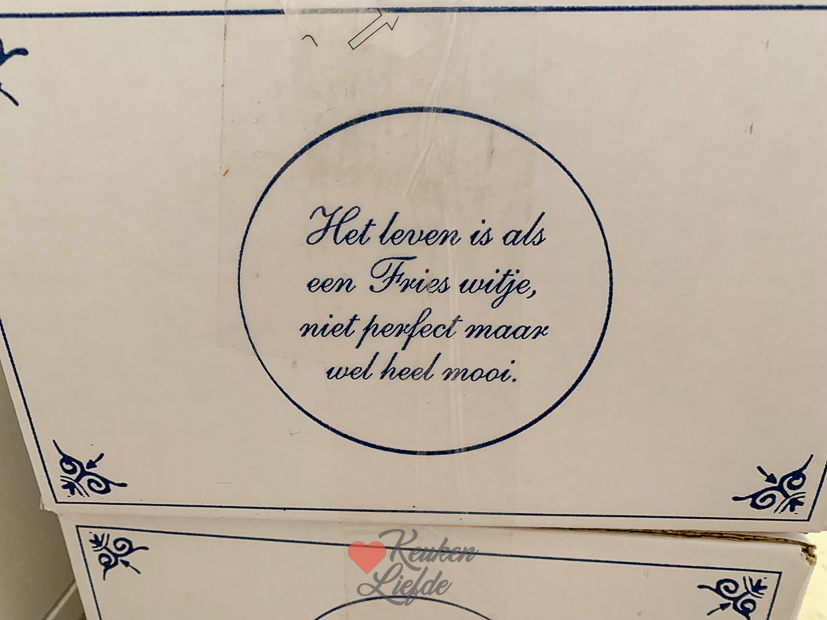 Het leven is als
een Fries witje,
niet perfect maar
wel heel mooi.
Keuken
Liefde